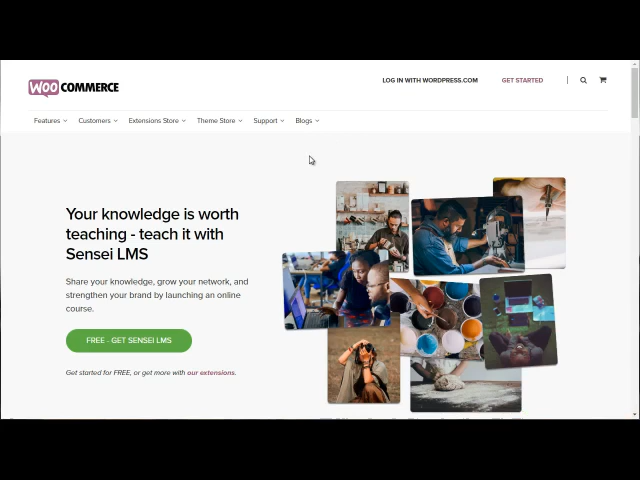 WOO COMMERCE
LOG IN WITH WORDPRESS.COM
GET STARTED
Features
Customers
Extensions Store
Theme Store
Support
Blogs
Your knowledge is worth
teaching - teach it with
Sensei LMS
Share your knowledge, grow your network, and
strengthen your brand by launching an online
course.
FREE - GET SENSEI LMS
Get started for FREE, or get more with our extensions.